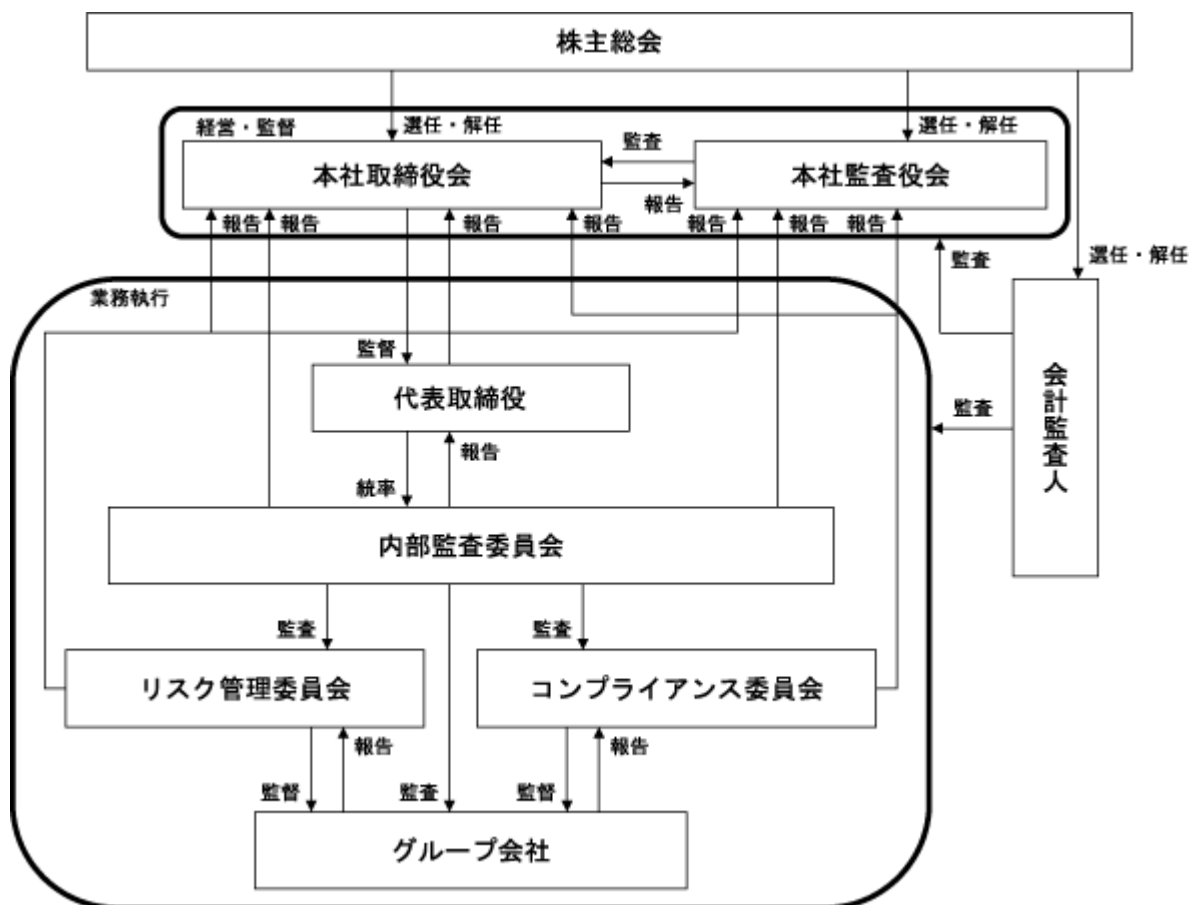 株主総会
経営・監督
選任・解任
選任・解任
監査
本社取締役会
本社監査役会
報告
報告
報告
報告
報告
報告
報告
報告
監査
選任・解任
業務執行
監督
代表取締役
会計監査人
監査
報告
統率
内部監査委員会
監査
監査
リスク管理委員会
コンプライアンス委員会
報告
報告
監督
監査
監督
グループ会社